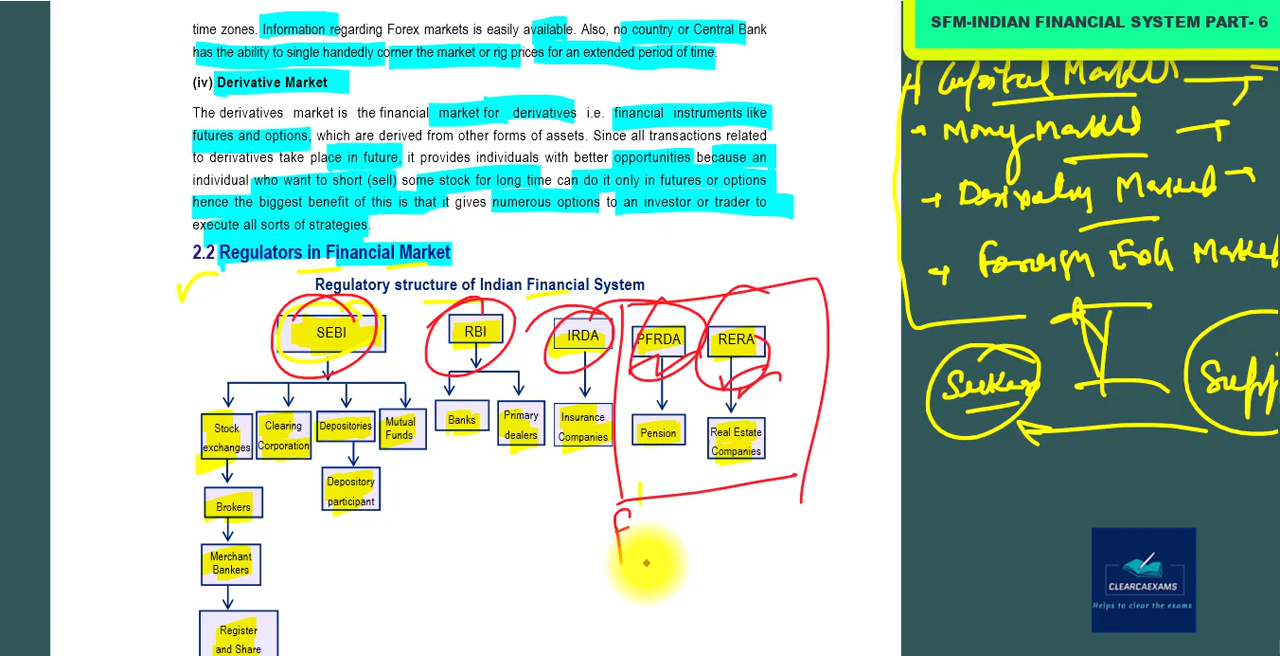 time zones. Information regarding Forex markets is easily available. Also, no country or Central Bank
has the ability to single handedly corner the market or rig prices for an extended period of time.
(iv) Derivative Market
The derivatives market is the financial market for derivatives i.e. financial instruments like
futures and options, which are derived from other forms of assets. Since all transactions related
to derivatives take place in future, it provides individuals with better opportunities because an
individual who want to short (sell) some stock for long time can do it only in futures or options
hence the biggest benefit of this is that it gives numerous options to an investor or trader to
execute all sorts of strategies.
2.2 Regulators in Financial Market
Regulatory structure of Indian Financial System
SEBI
RBI
IRDA
PFRDA
RERA
Stock
exchanges
Clearing
Corporation
Depositories
Mutual
Funds
Banks
Primary
dealers
Insurance
Companies
Pension
Real Estate
Companies
Depository
participant
Brokers
Merchant
Bankers
Register
and Share
SFM-INDIAN FINANCIAL SYSTEM PART- 6
Capital Market
Money Market
Market
Foreign Market
Seeker
Supp
CLEARCAEXAMS
Helps to clear the exams